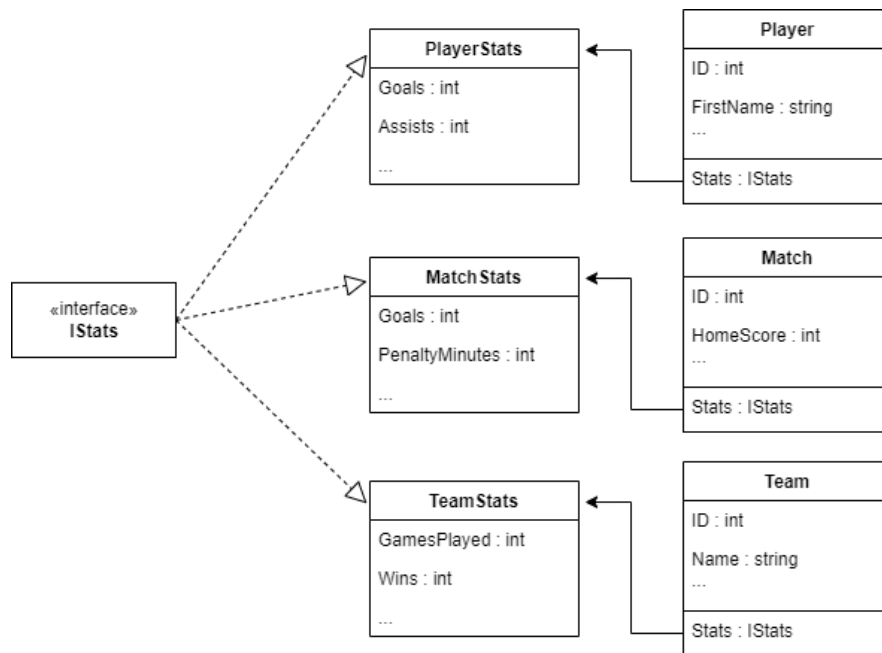 «interface»
IStats
PlayerStats
Goals : int
Assists : int
...
MatchStats
Goals : int
PenaltyMinutes : int
...
TeamStats
GamesPlayed : int
Wins : int
...
Player
ID : int
FirstName : string
...
Stats : IStats
Match
ID : int
HomeScore : int
...
Stats : IStats
Team
ID : int
Name : string
...
Stats : IStats